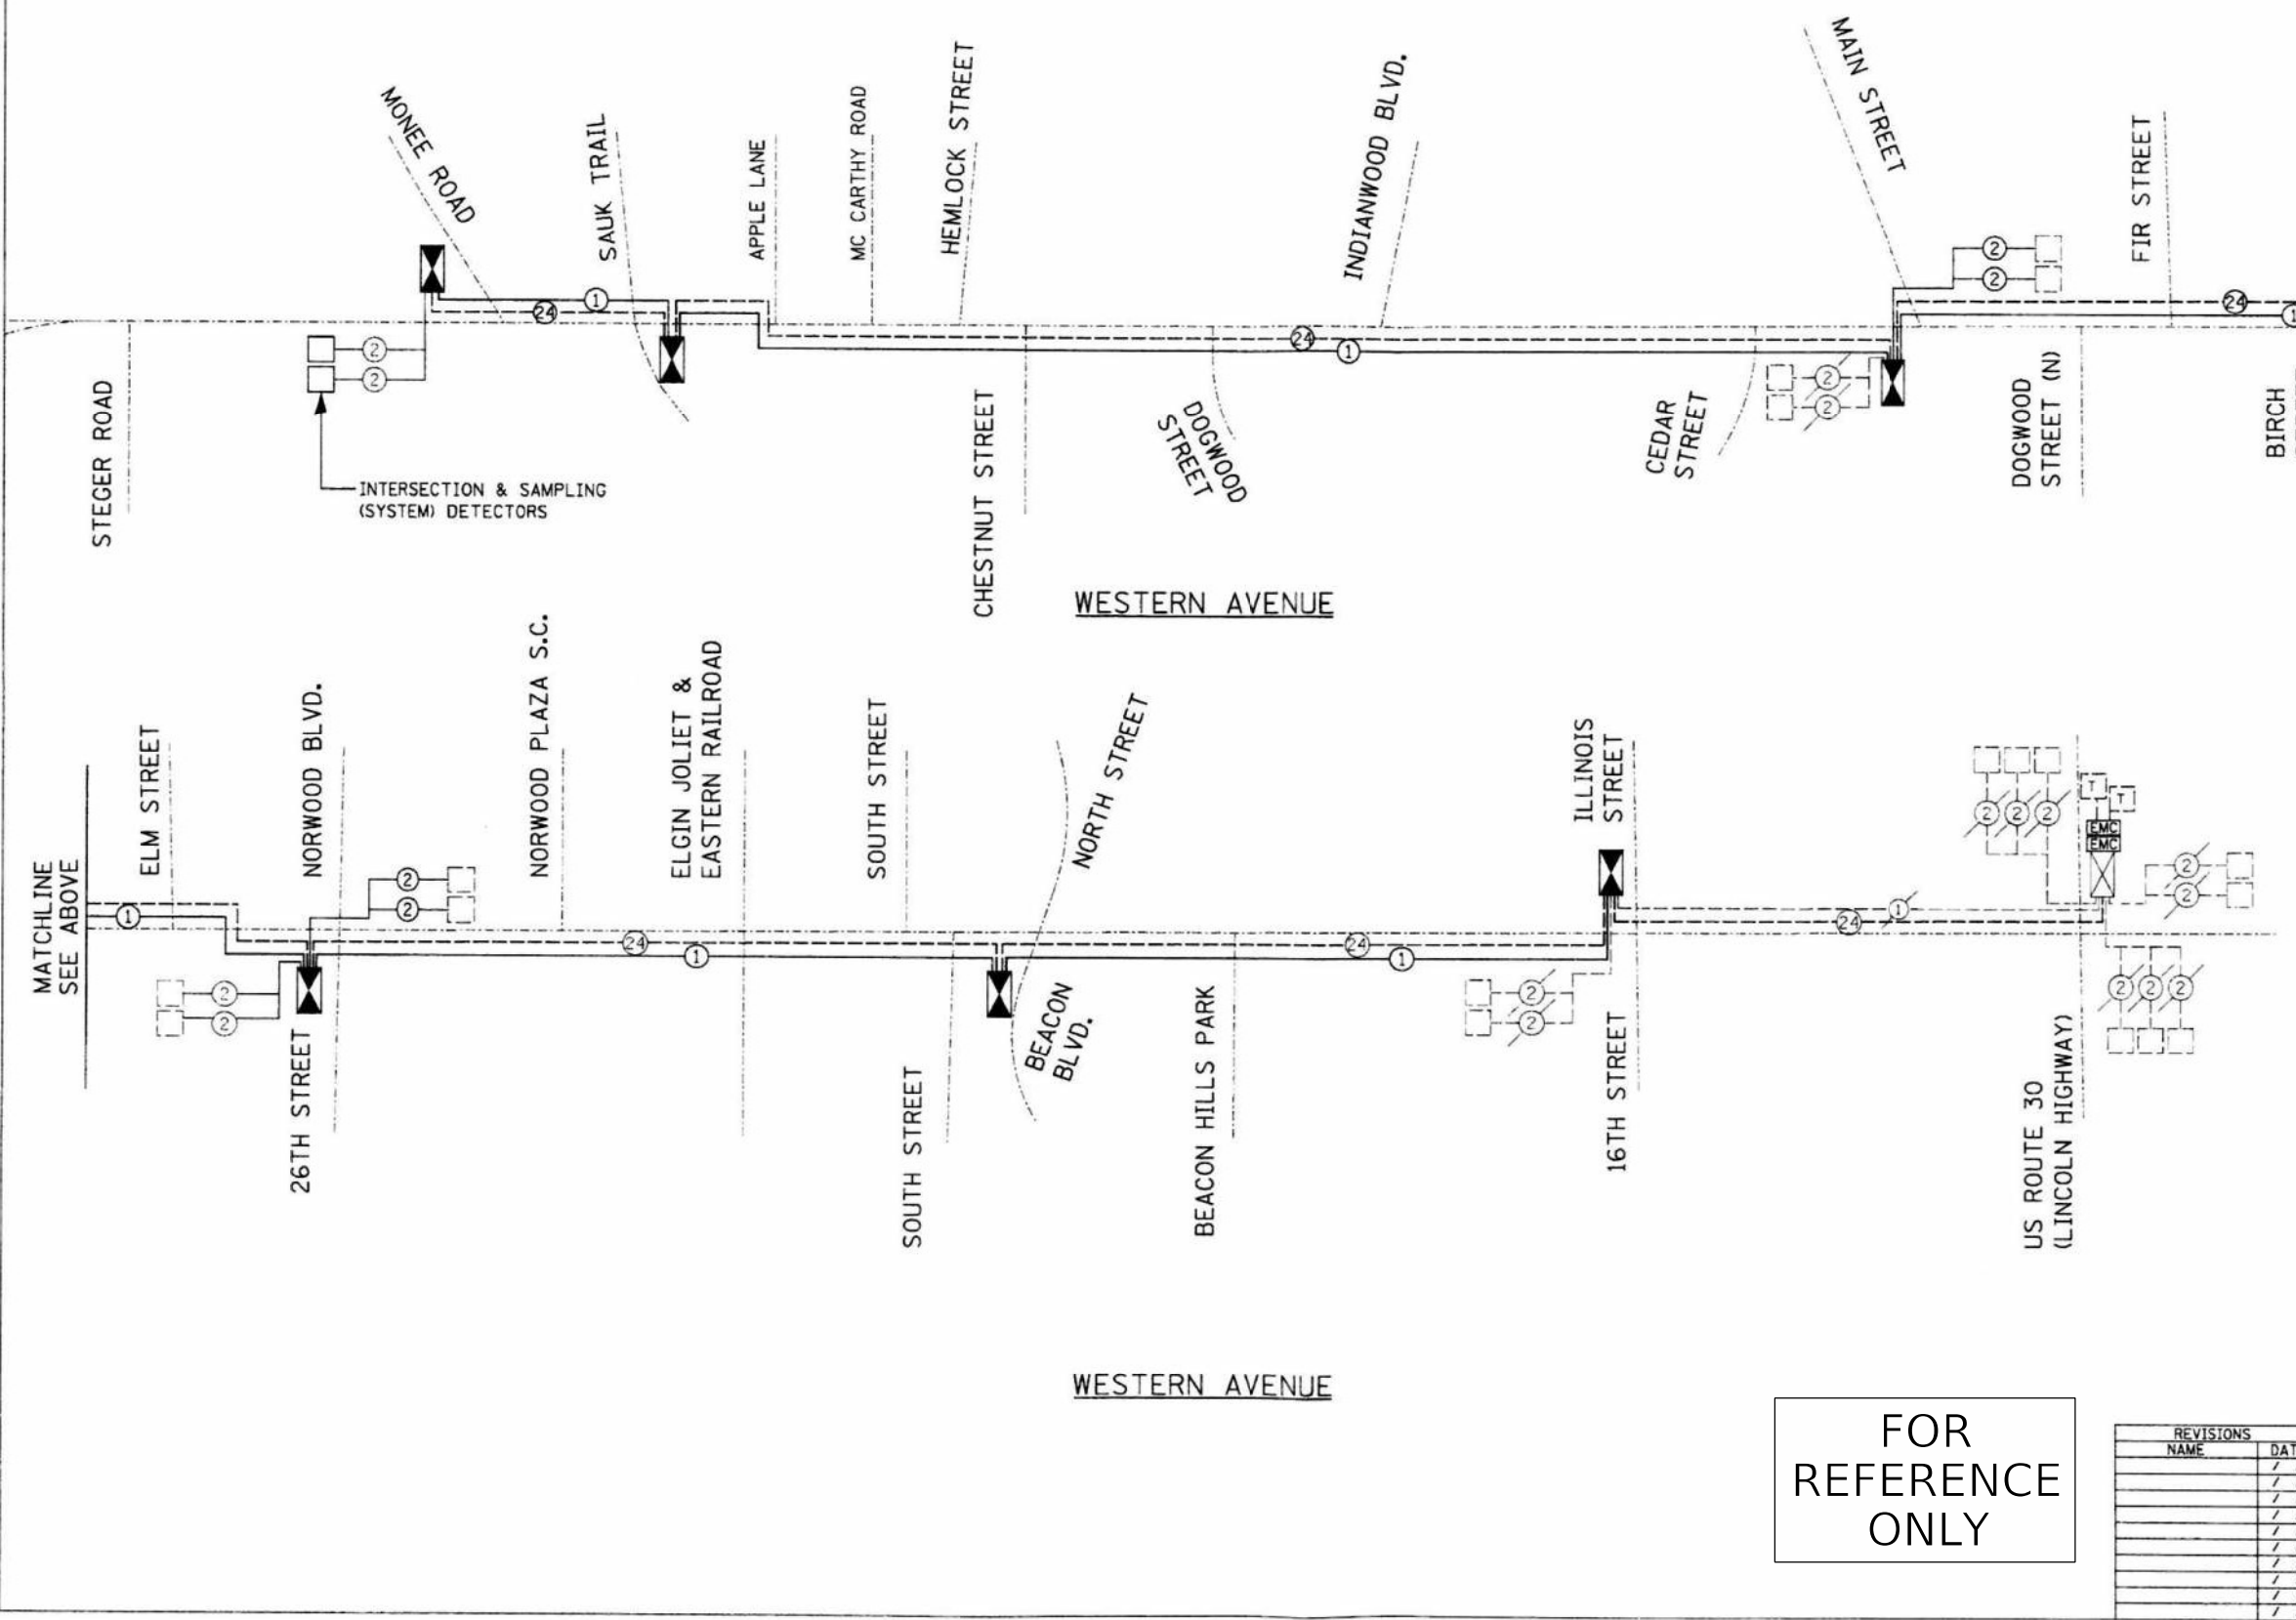 MONEE ROAD
SAUK TRAIL
APPLE LANE
MC CARTHY ROAD
HEMLOCK STREET
INDIANWOOD BLVD.
MAIN STREET
FIR STREET
2
2
24
1
24
1
24
1
2
2
2
2
STEGER ROAD
INTERSECTION & SAMPLING
(SYSTEM) DETECTORS
CHESTNUT STREET
DOGWOOD
STREET
CEDAR
STREET
DOGWOOD
STREET (N)
BIRCH
WESTERN AVENUE
MATCHLINE
SEE ABOVE
ELM STREET
NORWOOD BLVD.
NORWOOD PLAZA S.C.
ELGIN JOLIET &
EASTERN RAILROAD
SOUTH STREET
NORTH STREET
ILLINOIS
STREET
T
T
EMC
EMC
2
2
2
2
2
2
2
1
24
1
24
1
24
1
2
2
2
2
2
2
2
26TH STREET
SOUTH STREET
BEACON
BLVD.
BEACON HILLS PARK
16TH STREET
US ROUTE 30
(LINCOLN HIGHWAY)
WESTERN AVENUE
FOR
REFERENCE
ONLY
REVISIONS
NAME
DAT
/
/
/
/
/
/
/
/
/
/